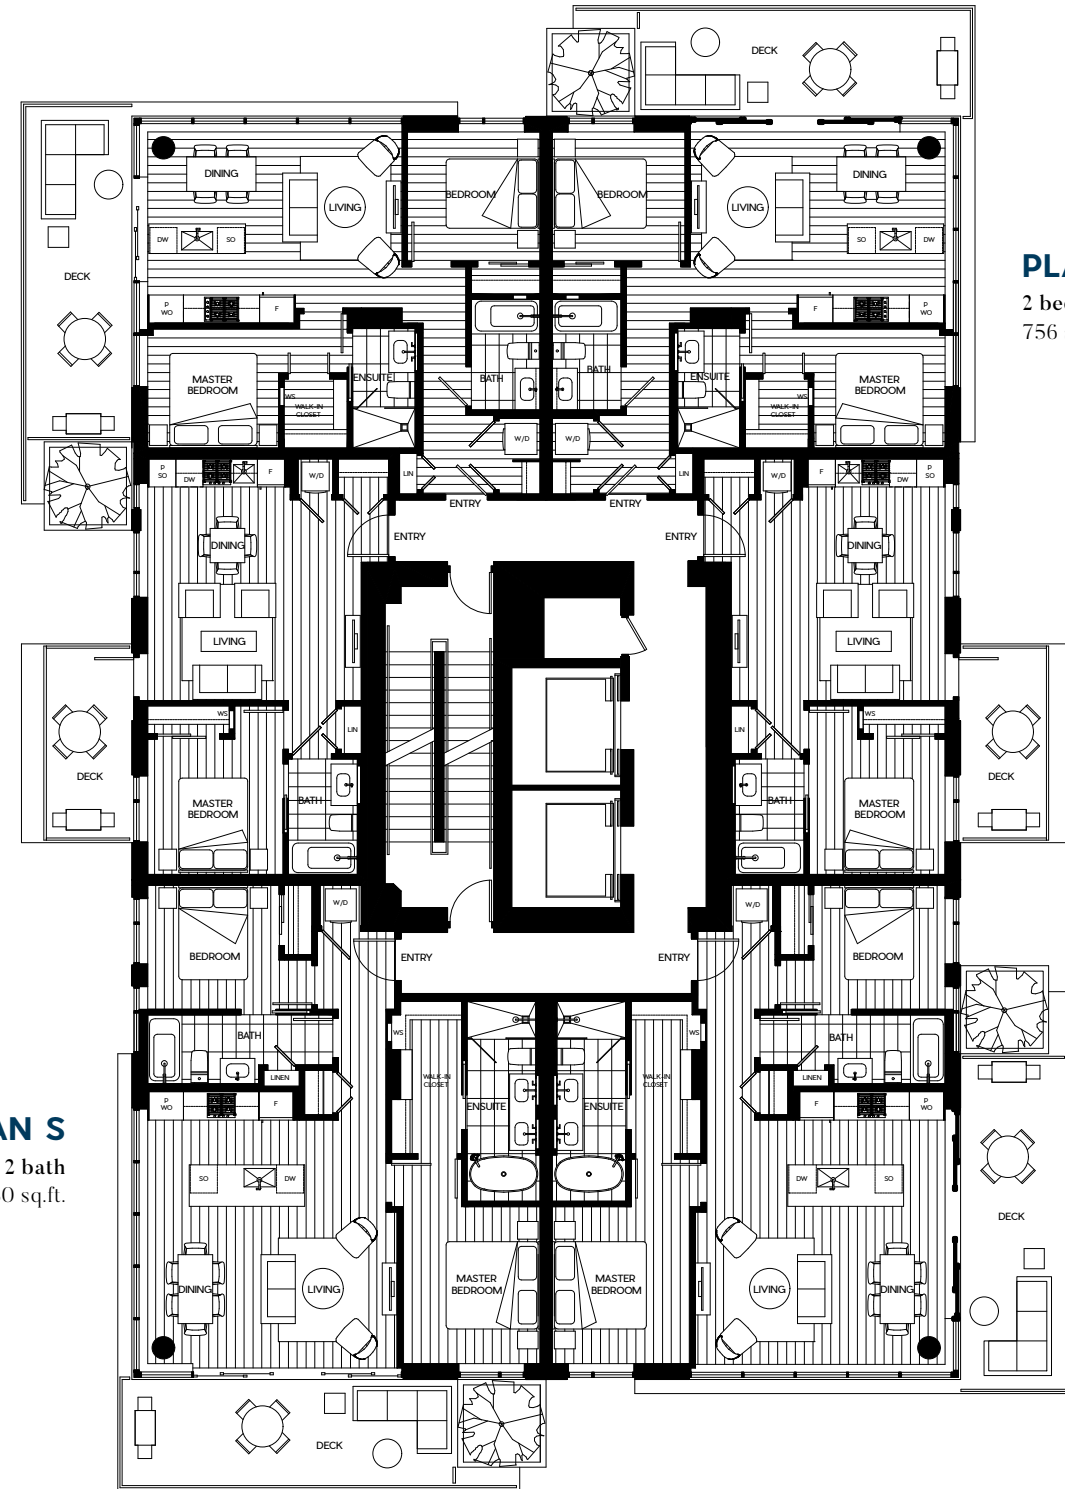 DECK
DINING
LIVING
BEDROOM
BEDROOM
LIVING
DINING
DW
SO
SO
DW
DECK
PLA
2 bec
756
P
WO
F
F
P
WO
MASTER
BEDROOM
WS
WALK-IN
CLOSET
ENSUITE
BATH
BATH
ENSUITE
WS
WALK-IN
CLOSET
MASTER
BEDROOM
W/D
W/D
P
SO
DW
F
W/D
LIN
LIN
W/D
F
DW
P
SO
ENTRY
ENTRY
ENTRY
ENTRY
DINING
DINING
LIVING
LIVING
WS
LIN
LIN
WS
DECK
DECK
MASTER
BEDROOM
BATH
BATH
MASTER
BEDROOM
W/D
W/D
BEDROOM
ENTRY
ENTRY
BEDROOM
BATH
WS
WS
BATH
LINEN
WALK-IN
CLOSET
WALK-IN
CLOSET
LINEN
P
WO
F
ENSUITE
ENSUITE
F
P
WO
AN S
2 bath
0 sq.ft.
SO
DW
DW
SO
DECK
DINING
LIVING
MASTER
BEDROOM
MASTER
BEDROOM
LIVING
DINING
DECK